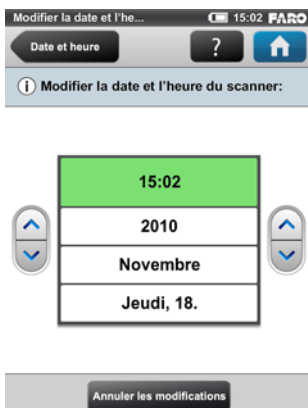 Modifier la date et l'he... 15:02 FARO
Date et heure ?
i Modifier la date et l'heure du scanner:
15:02
2010
Novembre
Jeudi, 18.
Annuler les modifications